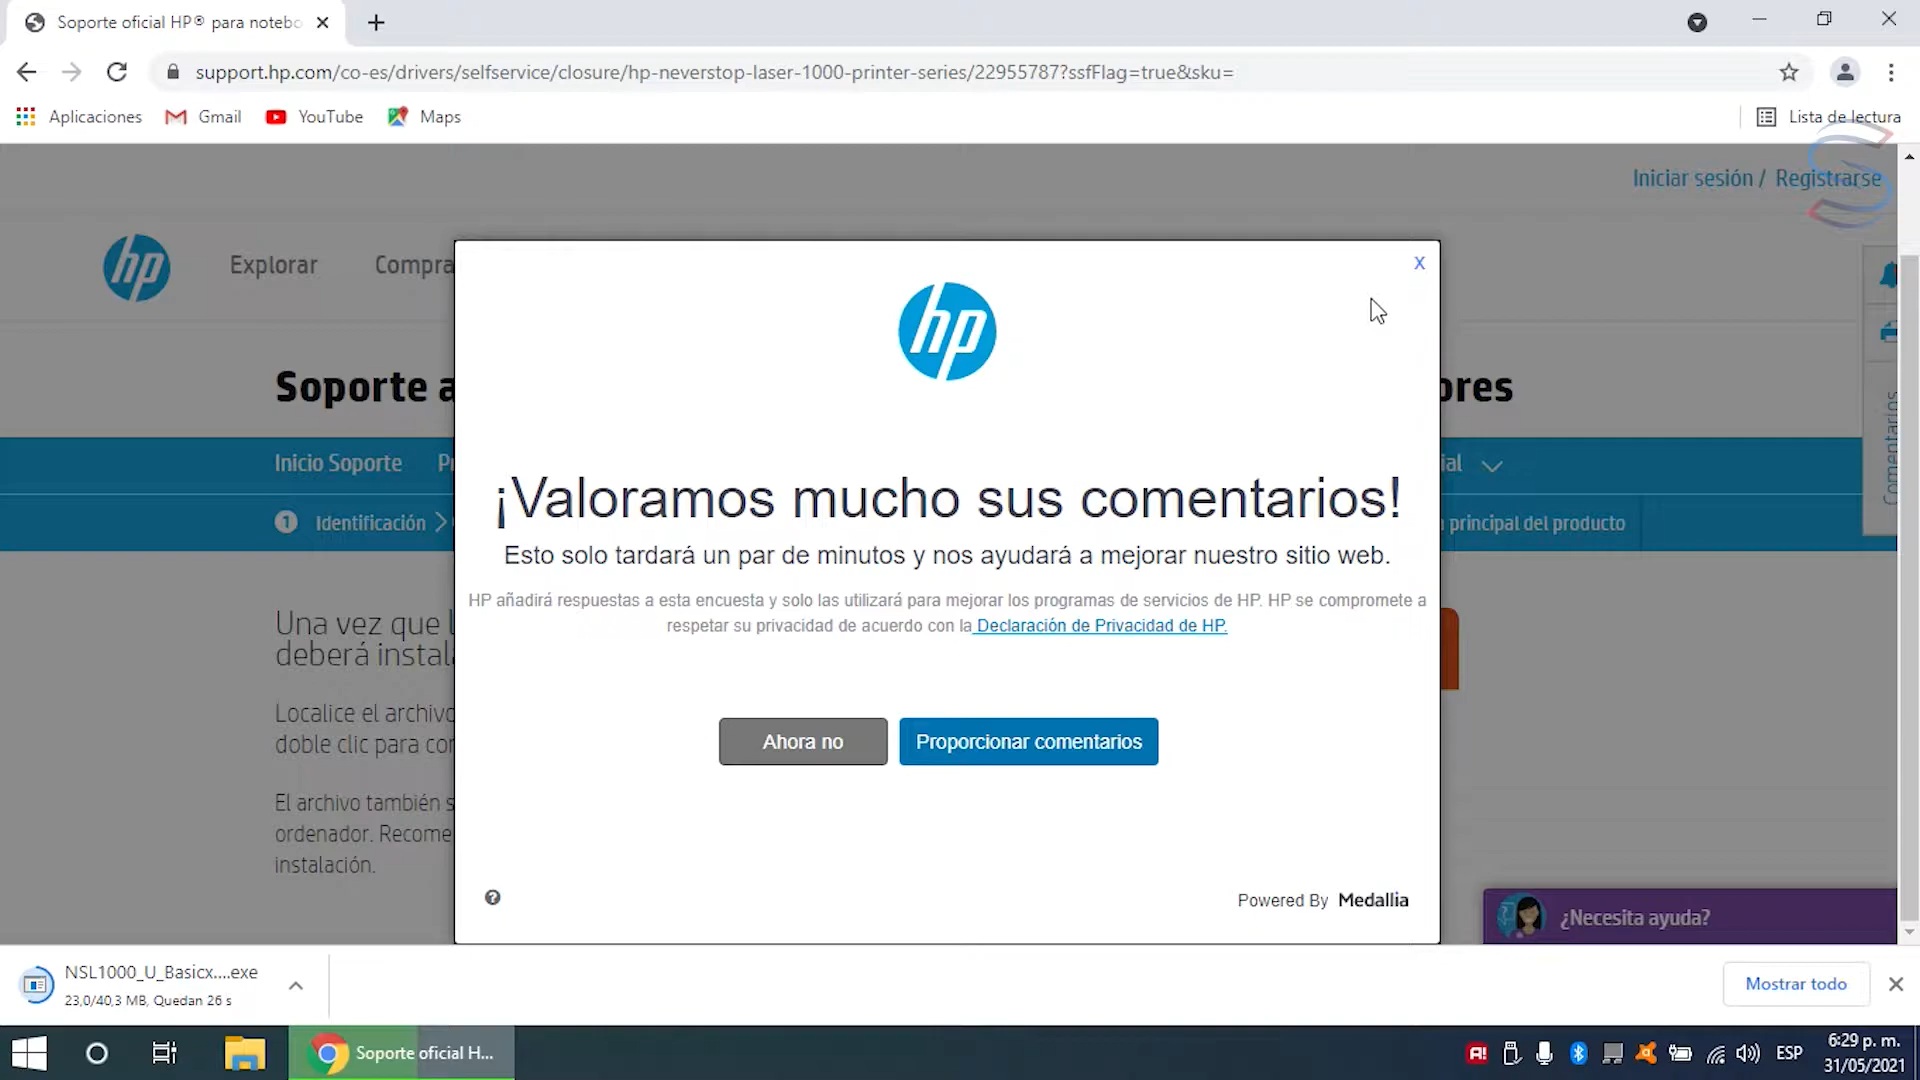 Soporte oficial HP® para notebo
support.hp.com/co-es/drivers/selfservice/closure/hp-neverstop-laser-1000-printer-series/22955787?ssfFlag=true&sku=
Aplicaciones Gmail YouTube Maps Lista de lectura
Iniciar sesión / Registrarse
hp Explorar Compra
X
hp
Soporte a ores
Inicio Soporte ial
1 Identificación principal del producto
Comentarios
¡Valoramos mucho sus comentarios!
Esto solo tardará un par de minutos y nos ayudará a mejorar nuestro sitio web.
HP añadirá respuestas a esta encuesta y solo las utilizará para mejorar los programas de servicios de HP. HP se compromete a
respetar su privacidad de acuerdo con la Declaración de Privacidad de HP.
Una vez que
deberá instal
Localice el archivo
doble clic para con
Ahora no Proporcionar comentarios
El archivo también s
ordenador. Recome
instalación.
Powered By Medallia
¿Necesita ayuda?
NSL1000_U_Basicx....exe
23,0/40,3 MB, Quedan 26 s
Mostrar todo
Soporte oficial H...
ESP
6:29 p. m.
31/05/2021